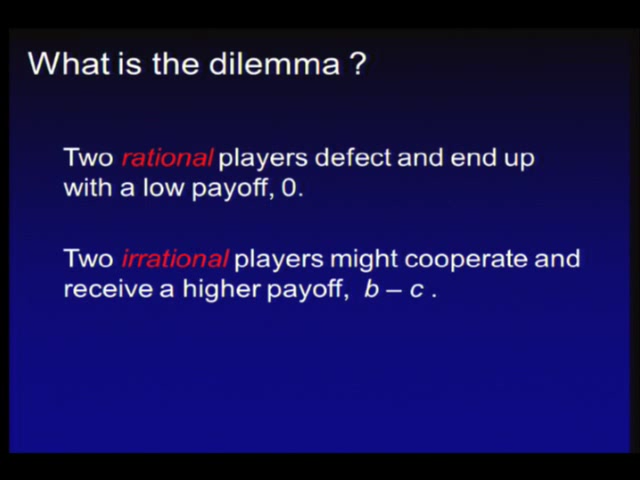 What is the dilemma ?
Two rational players defect and end up
with a low payoff, 0.
Two irrational players might cooperate and
receive a higher payoff, b – c .